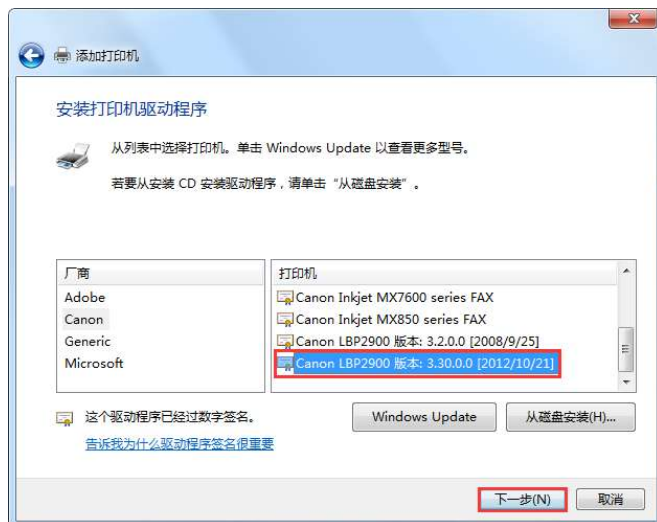 添加打印机
安装打印机驱动程序
从列表中选择打印机。单击 Windows Update 以查看更多型号。
若要从安装 CD 安装驱动程序，请单击“从磁盘安装”。
厂商
Adobe
Canon
Generic
Microsoft
打印机
Canon Inkjet MX7600 series FAX
Canon Inkjet MX850 series FAX
Canon LBP2900 版本: 3.2.0.0 [2008/9/25]
Canon LBP2900 版本: 3.30.0.0 [2012/10/21]
这个驱动程序已经过数字签名。
告诉我为什么驱动程序签名很重要
Windows Update
从磁盘安装(H)...
下一步(N)
取消